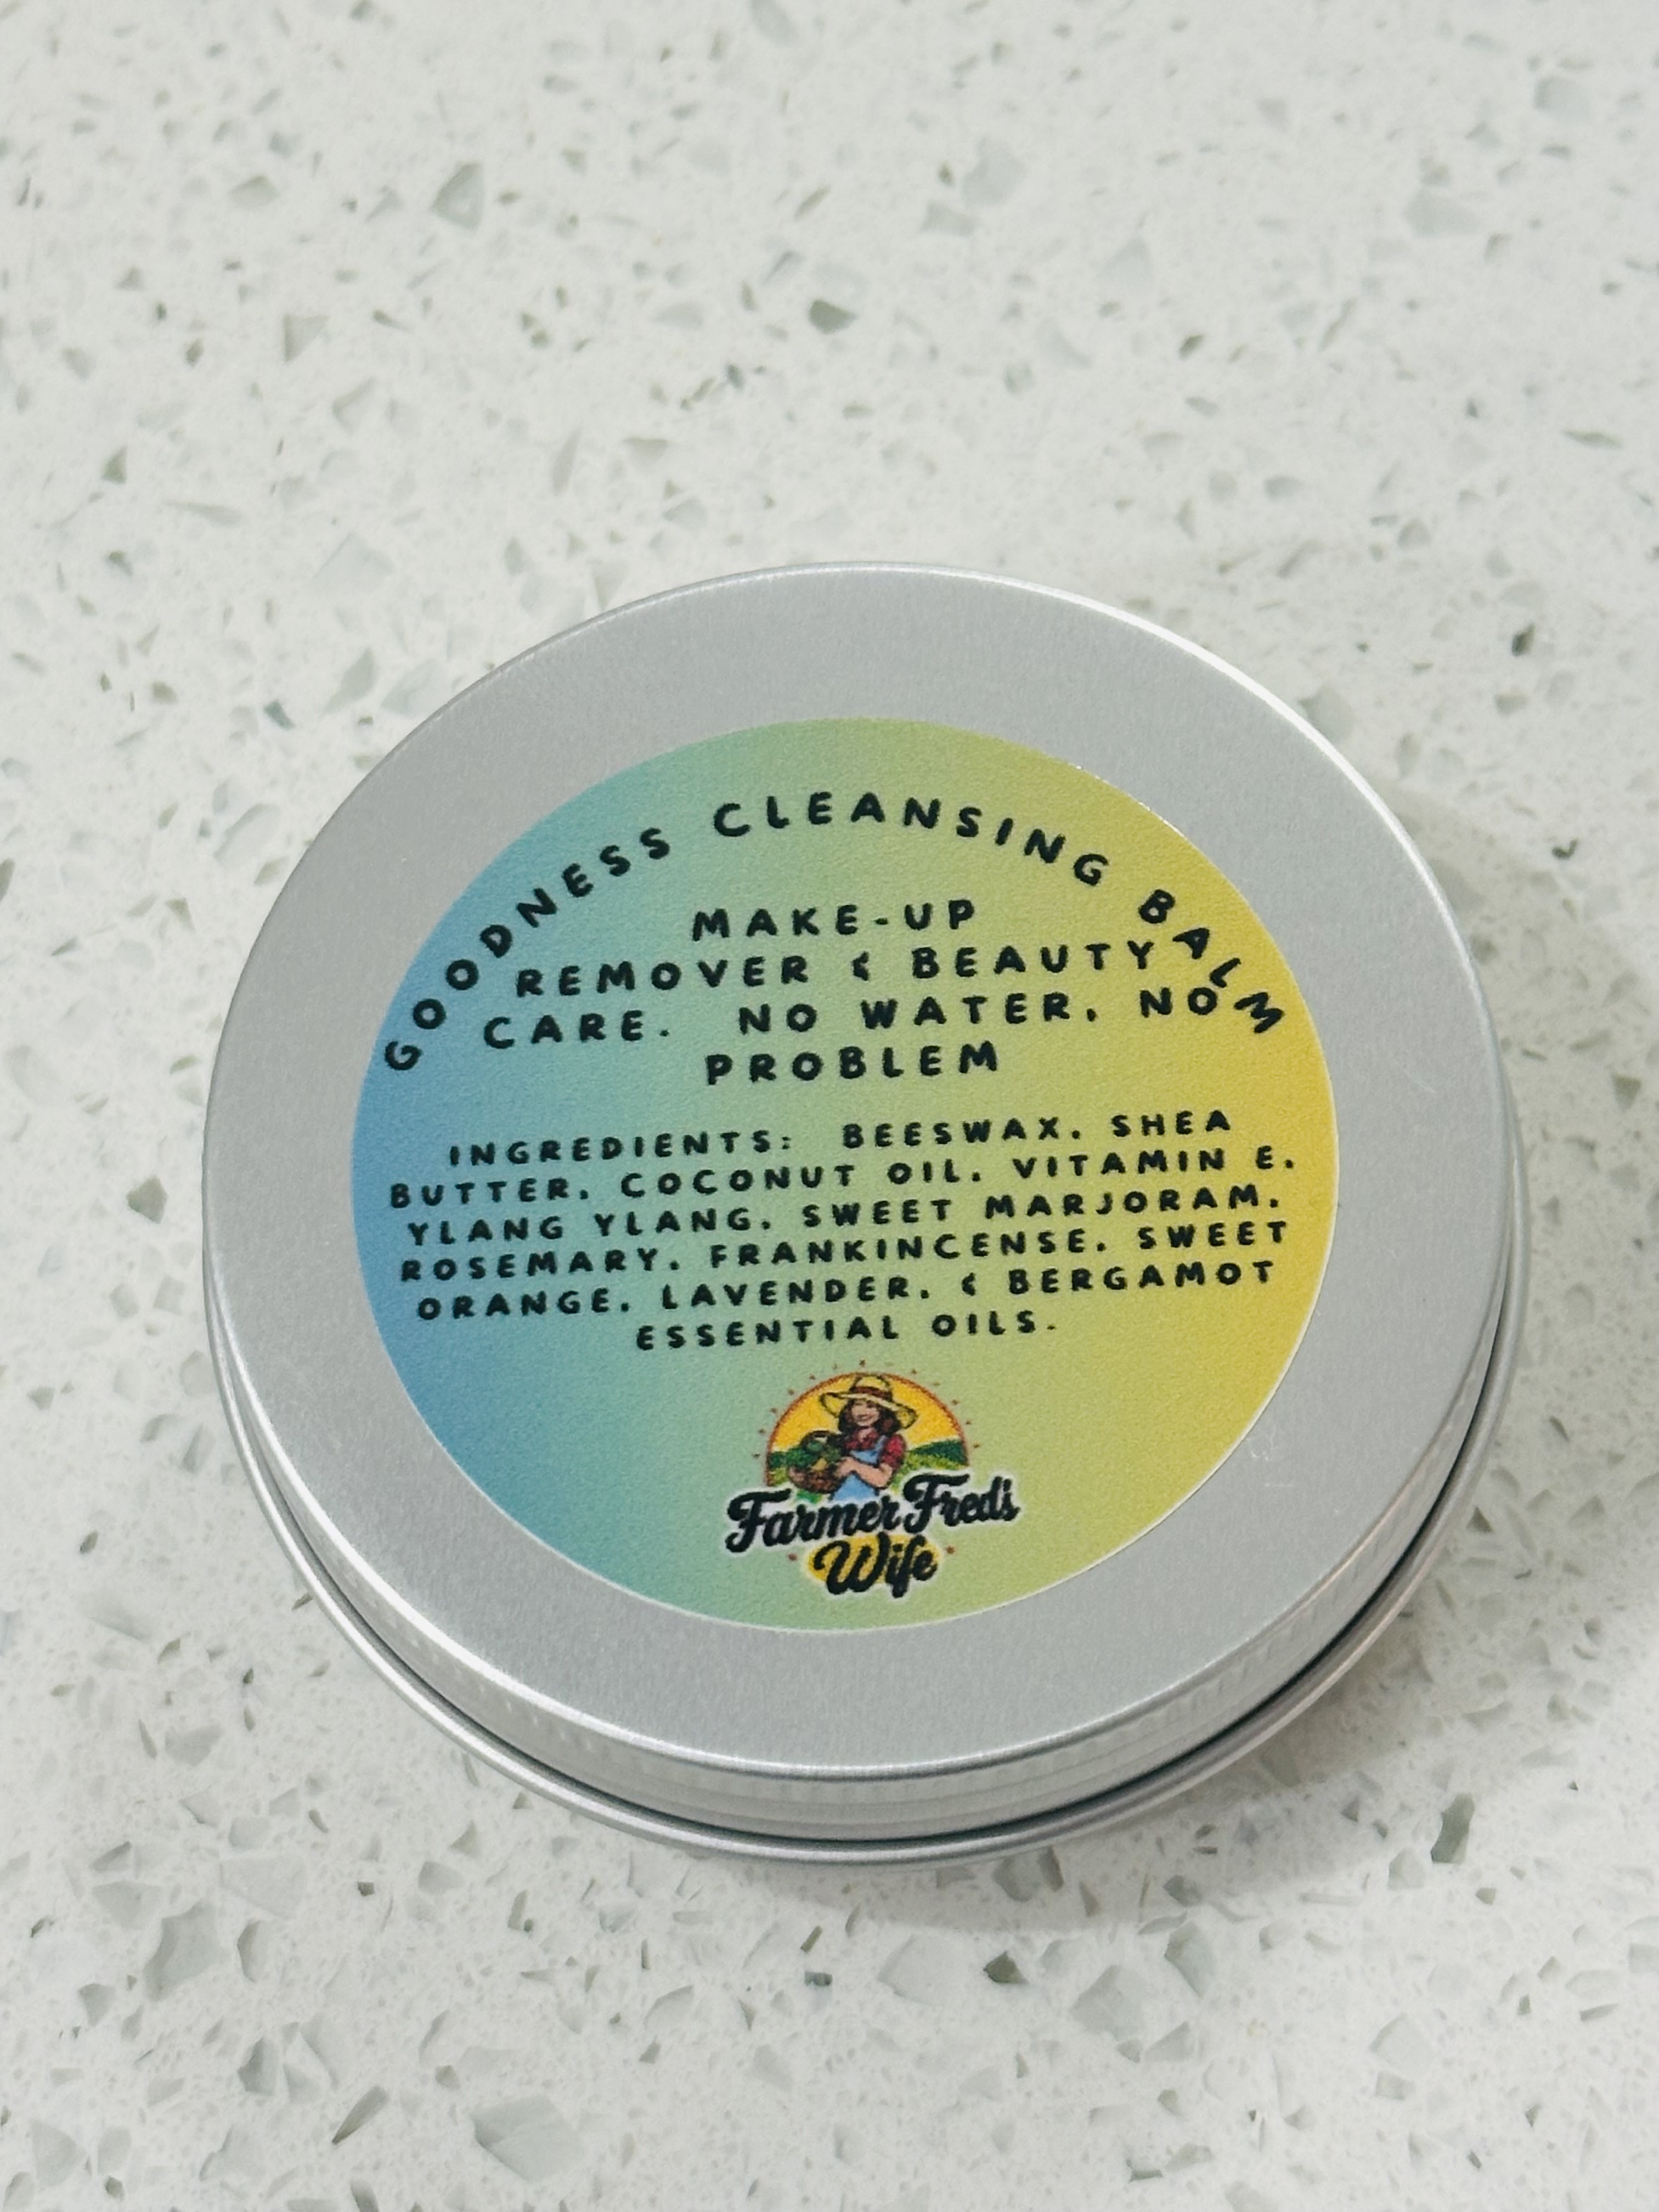 GOODNESS CLEANSING BALM
MAKE-UP
REMOVER & BEAUTY
CARE. NO WATER, NO
PROBLEM
INGREDIENTS: BEESWAX, SHEA
BUTTER, COCONUT OIL, VITAMIN E,
YLANG YLANG, SWEET MARJORAM,
ROSEMARY, FRANKINCENSE, SWEET
ORANGE, LAVENDER, & BERGAMOT
ESSENTIAL OILS.
Farmer Fred's
Wife